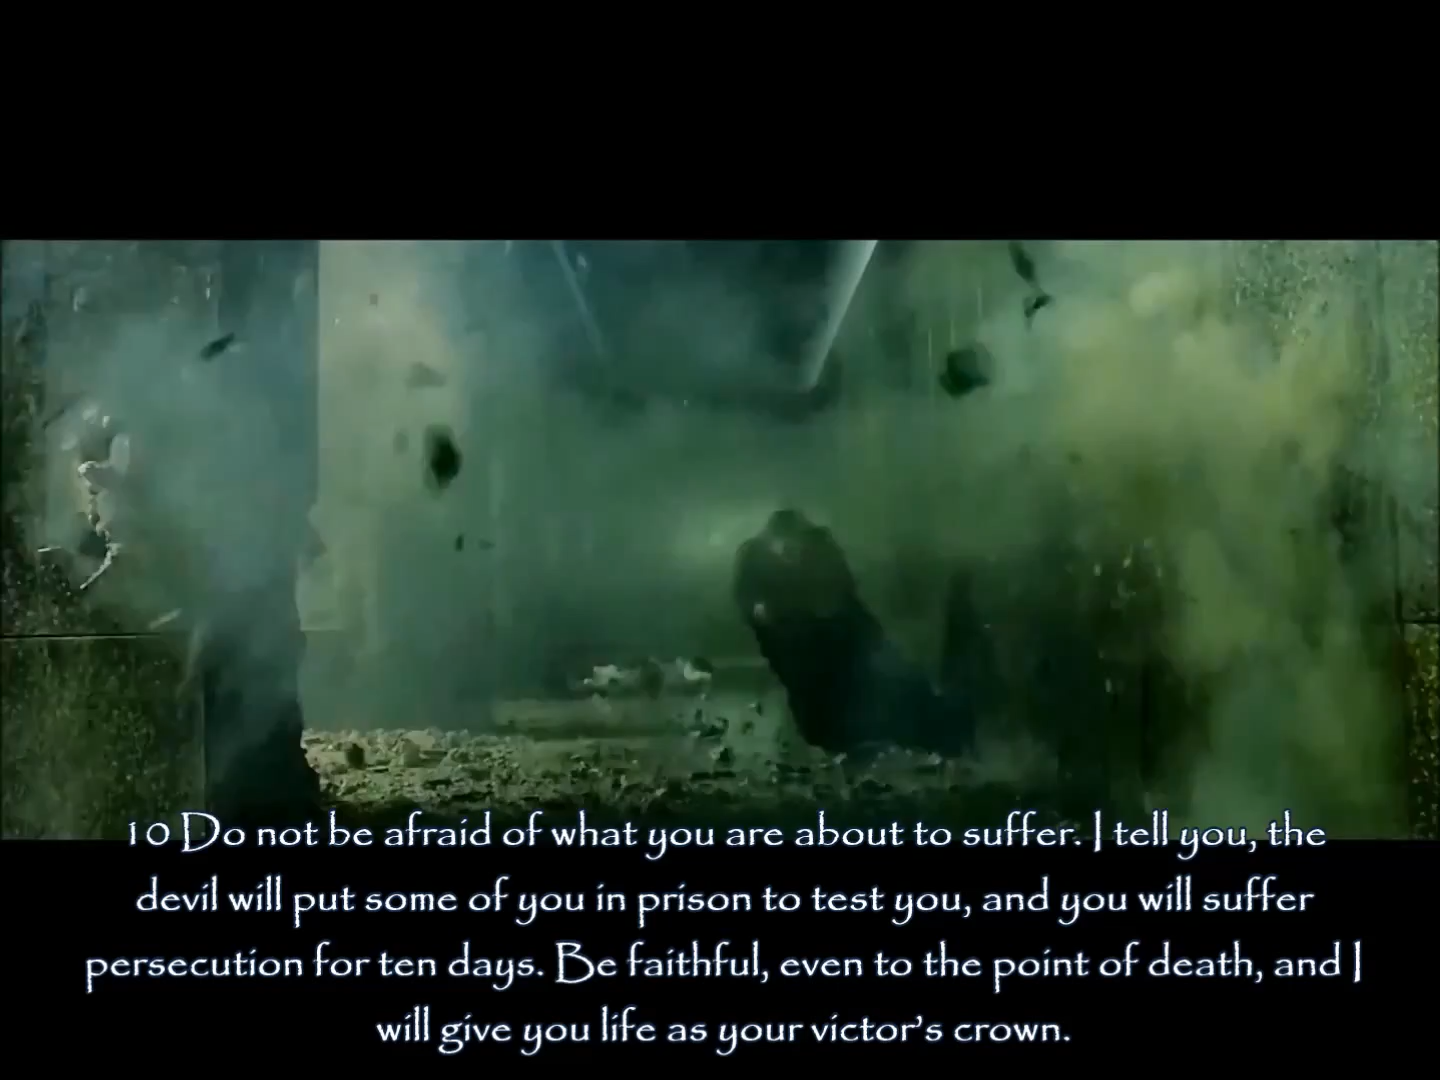 10 Do not be afraid of what you are about to suffer. I tell you, the
devil will put some of you in prison to test you, and you will suffer
persecution for ten days. Be faithful, even to the point of death, and I
will give you life as your victor's crown.